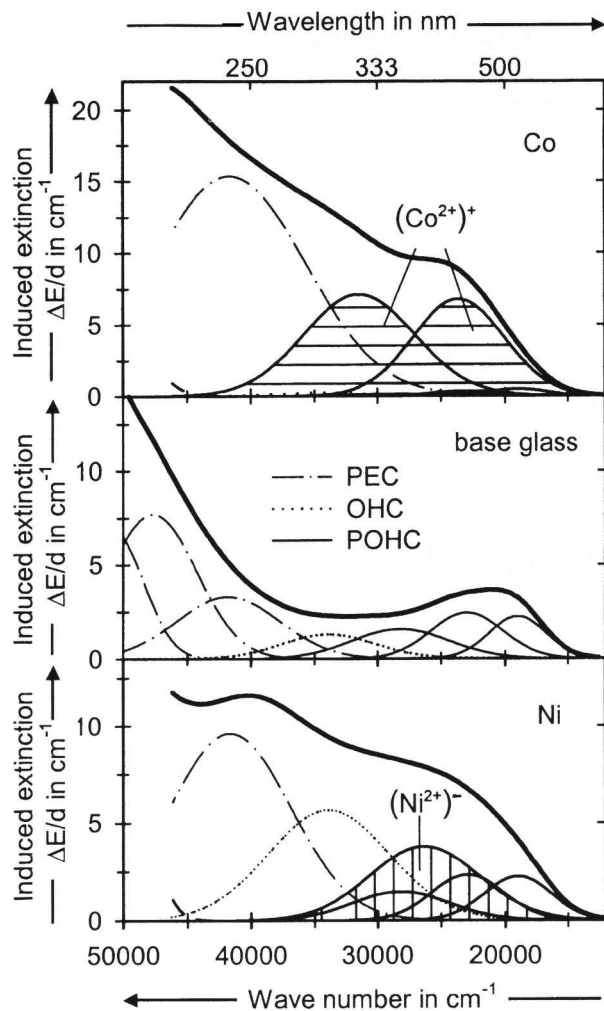 Wavelength in nm
250 333 500
Induced extinction
ΔE/d in cm⁻¹
20
15
10
5
0
Co
(Co²⁺)⁺
Induced extinction
ΔE/d in cm⁻¹
10
5
0
base glass
PEC
OHC
POHC
Induced extinction
ΔE/d in cm⁻¹
10
5
0
Ni
(Ni²⁺)⁻
50000 40000 30000 20000
Wave number in cm⁻¹